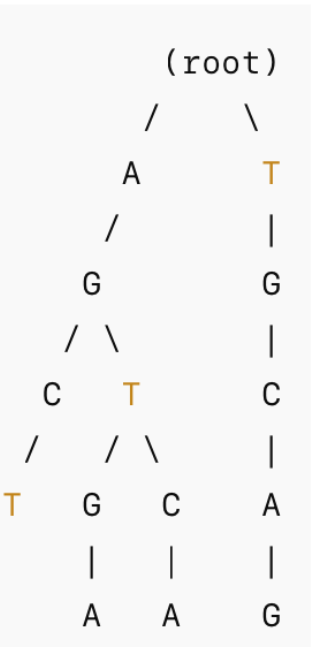 (root)
/ \
A T
/ |
G G
/ \ |
C T C
/ / \ |
T G C A
| | |
A A G